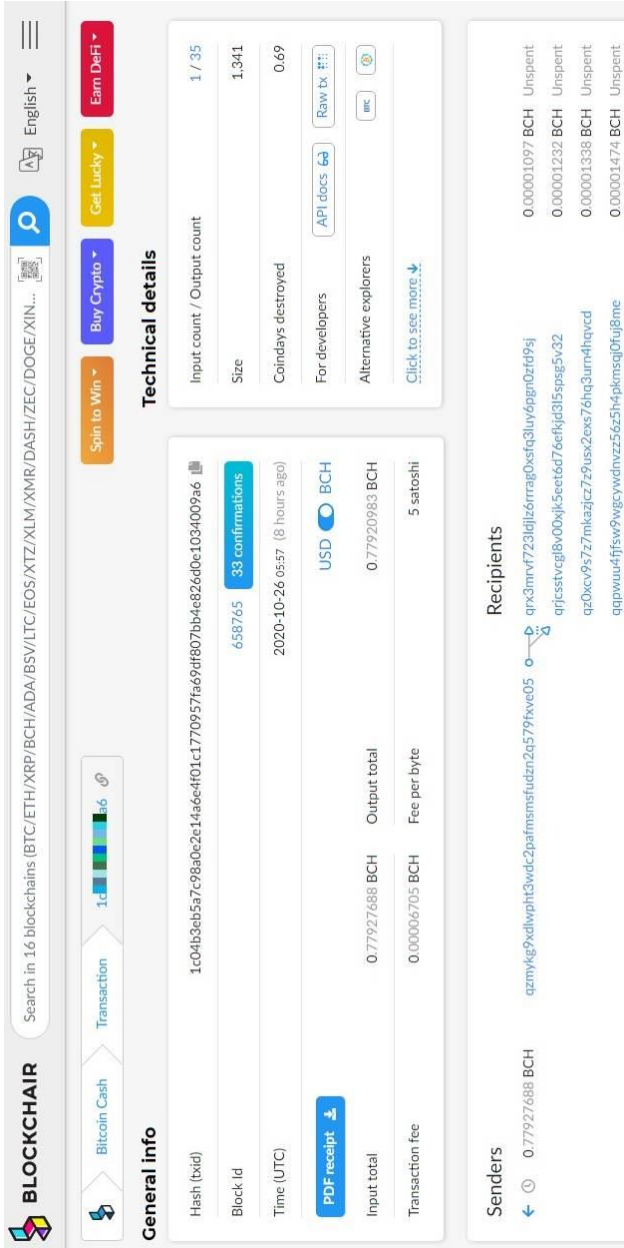 BLOCKCHAIR
Search in 16 blockchains (BTC/ETH/XRP/BCH/ADA/BSV/LTC/EOS/XTZ/XLM/XMR/DASH/ZEC/DOGE/XIN...
English
Bitcoin Cash
Transaction
1c a6
Spin to Win
Buy Crypto
Get Lucky
Earn DeFi
General info
Hash (txid) 1c04b3eb5a7c98a0e2e14a6e4f01c1770957fa69df807bb4e826d0e1034009a6
Block Id 658765 33 confirmations
Time (UTC) 2020-10-26 05:57 (8 hours ago)
PDF receipt USD BCH
Input total 0.77927688 BCH Output total 0.77920983 BCH
Transaction fee 0.00006705 BCH Fee per byte 5 satoshi
Technical details
Input count / Output count 1 / 35
Size 1,341
Coindays destroyed 0.69
For developers API docs Raw tx
Alternative explorers BTC
Click to see more
Senders
0.77927688 BCH qzmykg9xdlwpht3wdc2pafmsmsfudzn2q579fxve05
Recipients
qrx3mrvf723ldjlz6rrrag0xsfq3luy6pgn0zfd9sj 0.00001097 BCH Unspent
qrjcsstvcgl8v00xjk5eet6d76efkjd3l5spsg5v32 0.00001232 BCH Unspent
qz0xcv9s7z7mkazjcz7z9usx2exs76hq3urn4hqvcd 0.00001338 BCH Unspent
qqpwuu4fjfsw9wgcywdnvzz56z5h4pkmsqj0fuj8me 0.00001474 BCH Unspent